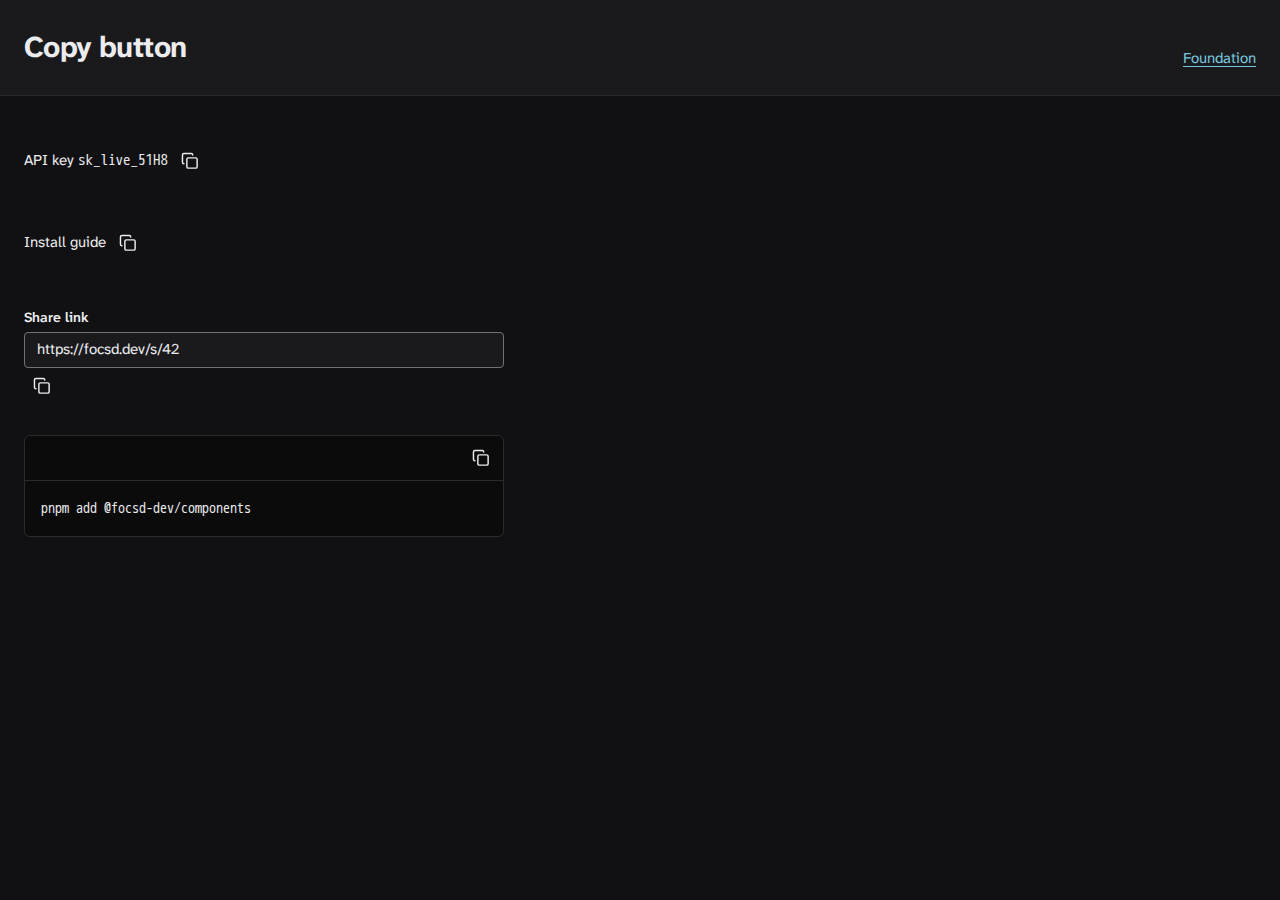 Copy button
Foundation
API key sk_live_51H8
Install guide
Share link
https://focsd.dev/s/42
pnpm add @focsd-dev/components